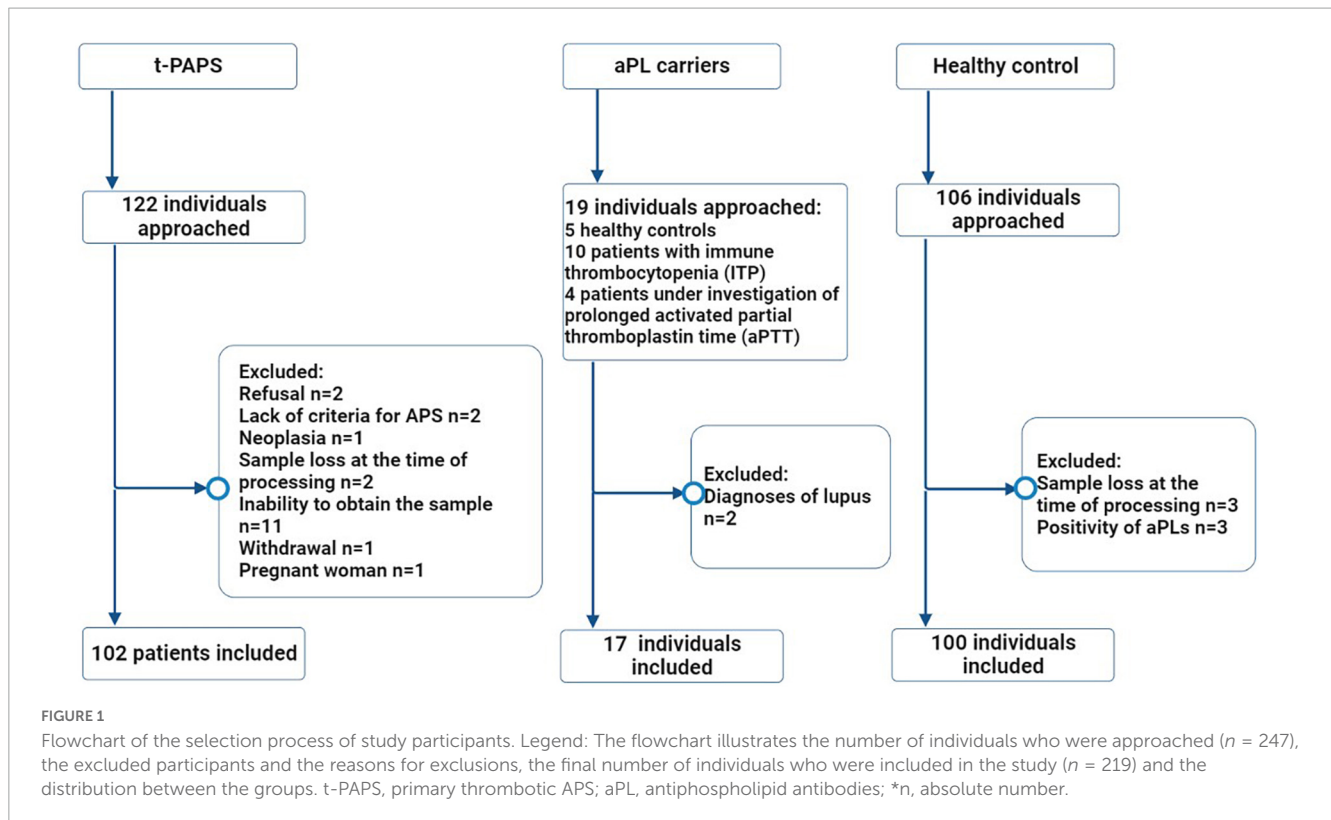 t-PAPS
122 individuals
approached
Excluded:
Refusal n=2
Lack of criteria for APS n=2
Neoplasia n=1
Sample loss at the time of
processing n=2
Inability to obtain the sample
n=11
Withdrawal n=1
Pregnant woman n=1
102 patients included
aPL carriers
19 individuals approached:
5 healthy controls
10 patients with immune
thrombocytopenia (ITP)
4 patients under investigation of
prolonged activated partial
thromboplastin time (aPTT)
Excluded:
Diagnoses of lupus
n=2
17 individuals
included
Healthy control
106 individuals
approached
Excluded:
Sample loss at the
time of processing n=3
Positivity of aPLs n=3
100 individuals
included
FIGURE 1
Flowchart of the selection process of study participants. Legend: The flowchart illustrates the number of individuals who were approached (n = 247),
the excluded participants and the reasons for exclusions, the final number of individuals who were included in the study (n = 219) and the
distribution between the groups. t-PAPS, primary thrombotic APS; aPL, antiphospholipid antibodies; *n, absolute number.